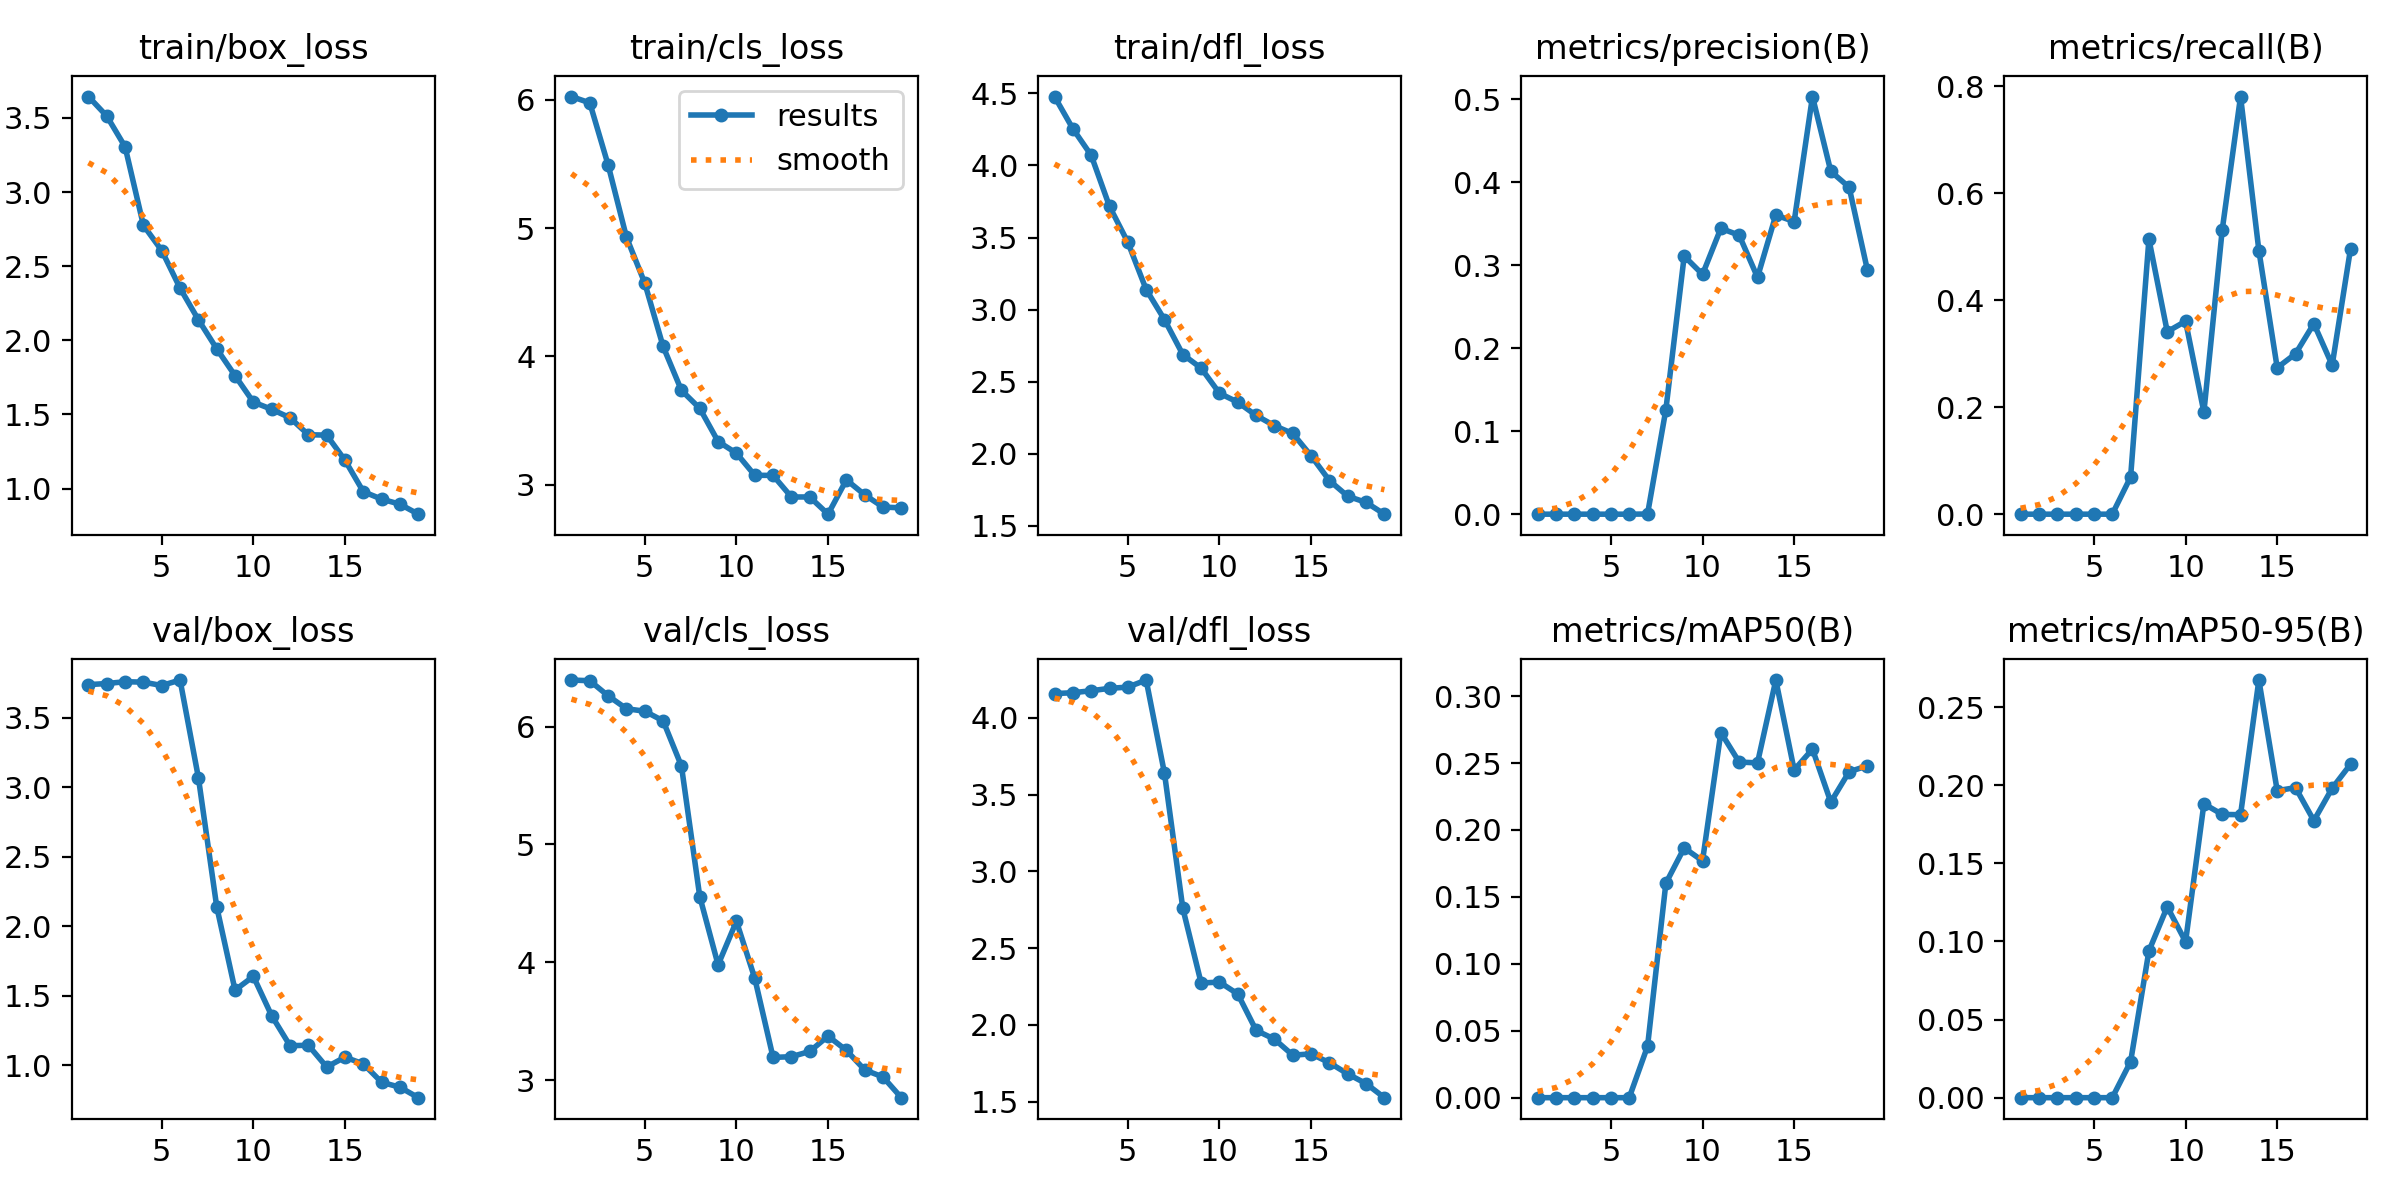 train/box_loss
train/cls_loss
train/dfl_loss
metrics/precision(B)
metrics/recall(B)
3.5
3.0
2.5
2.0
1.5
1.0
5 10 15
6
5
4
3
5 10 15
results
smooth
4.5
4.0
3.5
3.0
2.5
2.0
1.5
5 10 15
0.5
0.4
0.3
0.2
0.1
0.0
5 10 15
0.8
0.6
0.4
0.2
0.0
5 10 15
val/box_loss
val/cls_loss
val/dfl_loss
metrics/mAP50(B)
metrics/mAP50-95(B)
3.5
3.0
2.5
2.0
1.5
1.0
5 10 15
6
5
4
3
5 10 15
4.0
3.5
3.0
2.5
2.0
1.5
5 10 15
0.30
0.25
0.20
0.15
0.10
0.05
0.00
5 10 15
0.25
0.20
0.15
0.10
0.05
0.00
5 10 15